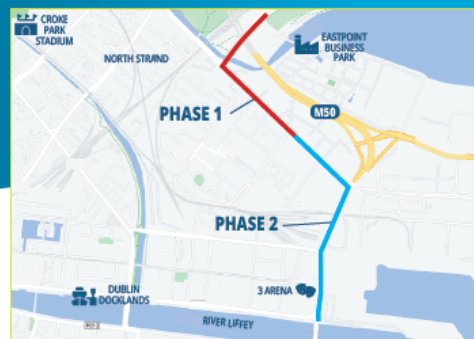 CROKE
PARK
STADIUM
NORTH STRAND
EASTPOINT
BUSINESS
PARK
PHASE 1
M50
PHASE 2
DUBLIN
DOCKLANDS
3 ARENA
RIVER LIFFEY